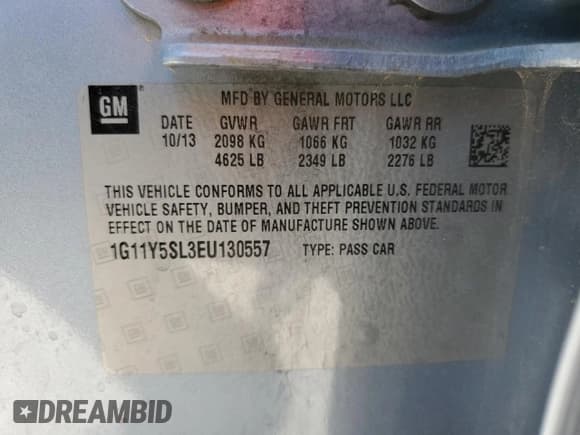 GM
MFD BY GENERAL MOTORS LLC
DATE GVWR GAWR FRT GAWR RR
10/13 2098 KG 1066 KG 1032 KG
4625 LB 2349 LB 2276 LB
THIS VEHICLE CONFORMS TO ALL APPLICABLE U.S. FEDERAL MOTOR
VEHICLE SAFETY, BUMPER, AND THEFT PREVENTION STANDARDS IN
EFFECT ON THE DATE OF MANUFACTURE SHOWN ABOVE.
1G11Y5SL3EU130557 TYPE: PASS CAR
DREAMBID